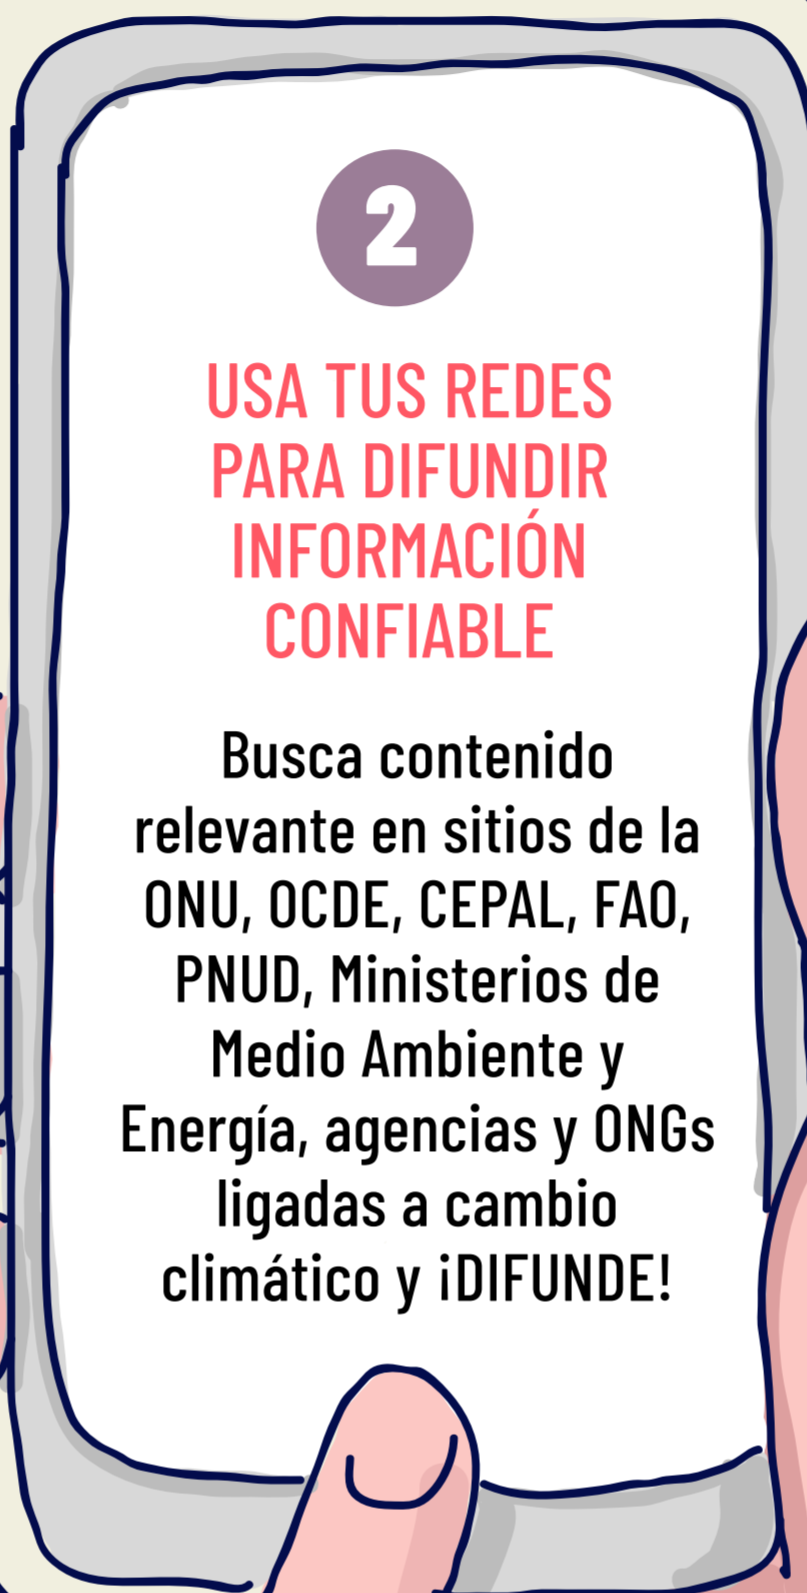 2
USA TUS REDES
PARA DIFUNDIR
INFORMACIÓN
CONFIABLE
Busca contenido
relevante en sitios de la
ONU, OCDE, CEPAL, FAO,
PNUD, Ministerios de
Medio Ambiente y
Energía, agencias y ONGs
ligadas a cambio
climático y ¡DIFUNDE!